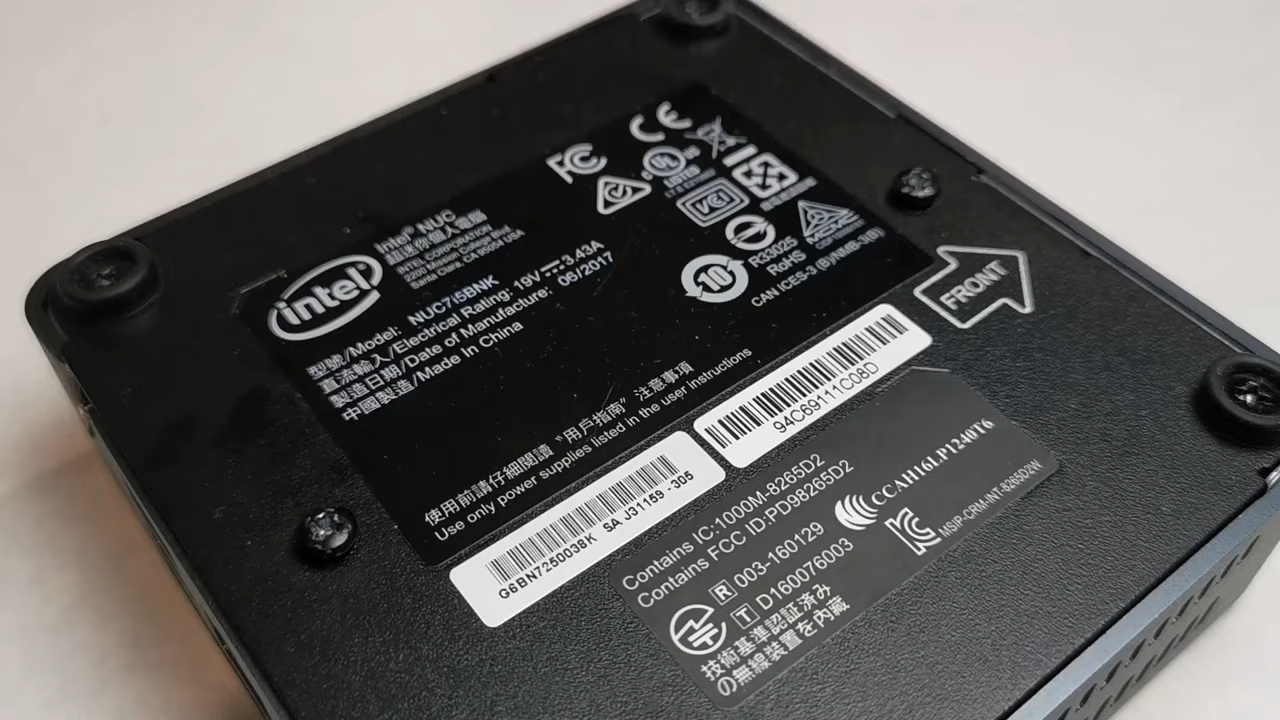 intel
Intel® NUC
超迷你個人電腦
INTEL CORPORATION
2200 Mission College Blvd.
Santa Clara, CA 95054 USA
型號/Model: NUC7i5BNK
直流輸入/Electrical Rating: 19V⎓3.43A
製造日期/Date of Manufacture: 06/2017
中國製造/Made In China
FC
CE
c UL us
LISTED
VCI
10
R33025
RoHS
CAN ICES-3 (B)/NMB-3(B)
FRONT
使用前請仔細閱讀“用戶指南”注意事項
Use only power supplies listed in the user instructions
G6BN7250038K SA J31159-305
94C69111C08D
Contains IC:1000M-8265D2
Contains FCC ID:PD98265D2
R 003-160129
T D160076003
技術基準認証済み
の無線装置を内蔵
CCAH16LP1240T6
MSIP-CRM-INT-8265D2W